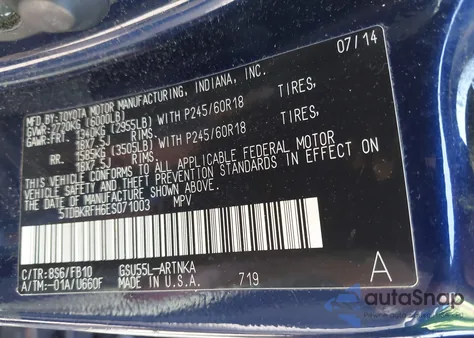 07/14
MFD. BY: TOYOTA MOTOR MANUFACTURING, INDIANA, INC.
GVWR: 2720KG (6000LB)
GAWR: FRT. 1340KG (2955LB) WITH P245/60R18 TIRES,
18X7.5J RIMS
RR. 1585KG (3505LB) WITH P245/60R18 TIRES,
18X7.5J RIMS
THIS VEHICLE CONFORMS TO ALL APPLICABLE FEDERAL MOTOR
VEHICLE SAFETY AND THEFT PREVENTION STANDARDS IN EFFECT ON
THE DATE OF MANUFACTURE SHOWN ABOVE.
5TDBKRFH6ES071003 MPV
C/TR: 8S6/FB10 GSU55L-ARTNKA
A/TM: -01A/U660F MADE IN U.S.A. 719 A
autoSnap